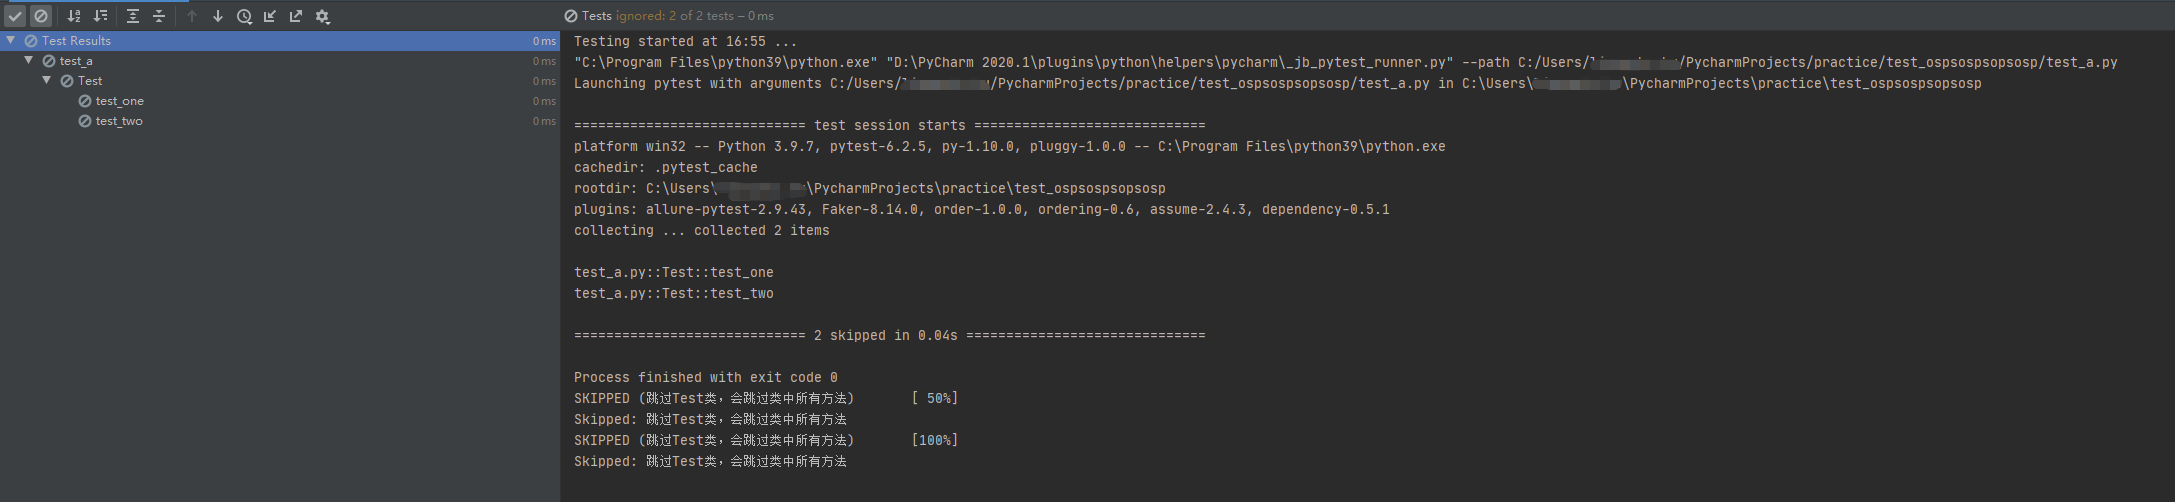 Tests ignored: 2 of 2 tests – 0 ms
Test Results 0 ms
test_a 0 ms
Test 0 ms
test_one 0 ms
test_two 0 ms
Testing started at 16:55 ...
"C:\Program Files\python39\python.exe" "D:\PyCharm 2020.1\plugins\python\helpers\pycharm\_jb_pytest_runner.py" --path C:/Users/ /PycharmProjects/practice/test_ospsospsopsosp/test_a.py
Launching pytest with arguments C:/Users/ /PycharmProjects/practice/test_ospsospsopsosp/test_a.py in C:\Users\ \PycharmProjects\practice\test_ospsospsopsosp
============================= test session starts =============================
platform win32 -- Python 3.9.7, pytest-6.2.5, py-1.10.0, pluggy-1.0.0 -- C:\Program Files\python39\python.exe
cachedir: .pytest_cache
rootdir: C:\Users\ \PycharmProjects\practice\test_ospsospsopsosp
plugins: allure-pytest-2.9.43, Faker-8.14.0, order-1.0.0, ordering-0.6, assume-2.4.3, dependency-0.5.1
collecting ... collected 2 items
test_a.py::Test::test_one
test_a.py::Test::test_two
============================= 2 skipped in 0.04s ==============================
Process finished with exit code 0
SKIPPED (跳过Test类，会跳过类中所有方法) [ 50%]
Skipped: 跳过Test类，会跳过类中所有方法
SKIPPED (跳过Test类，会跳过类中所有方法) [100%]
Skipped: 跳过Test类，会跳过类中所有方法